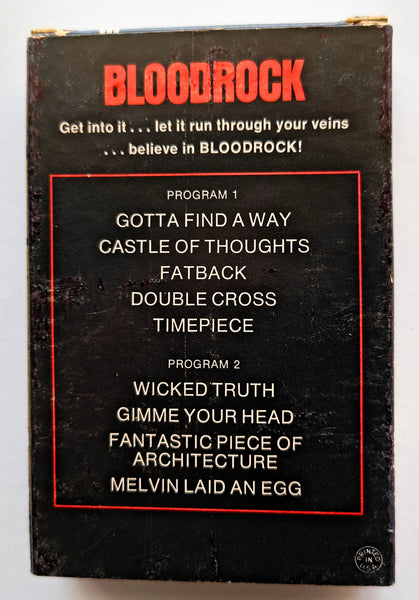 BLOODROCK
Get into it . . . let it run through your veins
. . . believe in BLOODROCK!
PROGRAM 1
GOTTA FIND A WAY
CASTLE OF THOUGHTS
FATBACK
DOUBLE CROSS
TIMEPIECE
PROGRAM 2
WICKED TRUTH
GIMME YOUR HEAD
FANTASTIC PIECE OF
ARCHITECTURE
MELVIN LAID AN EGG
PRINTED
IN
U.S.A.